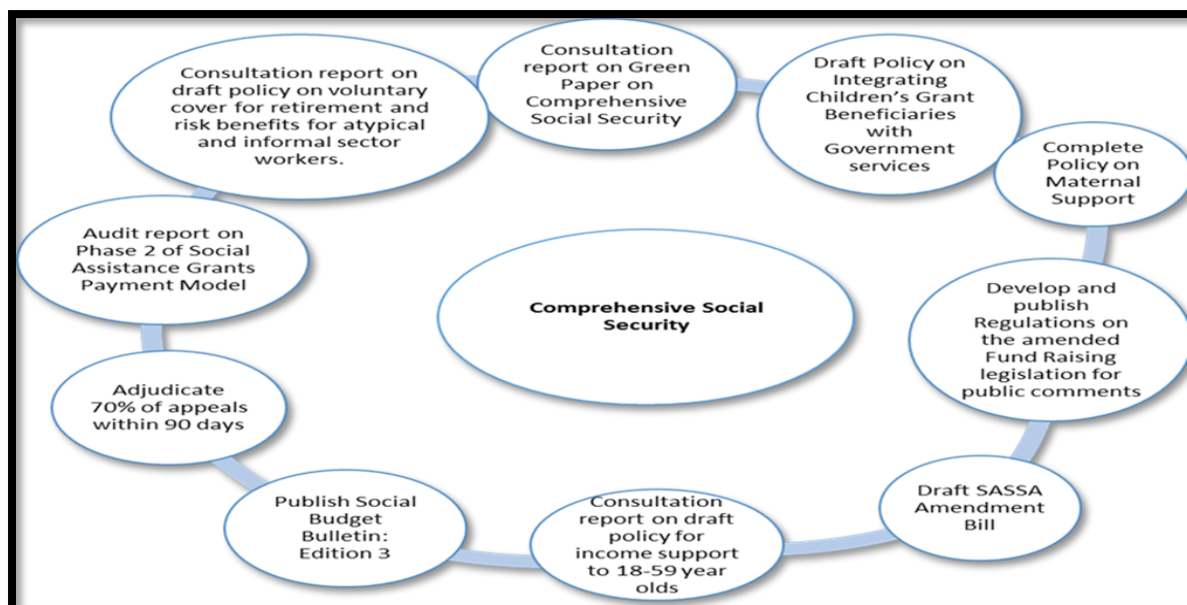 Consultation
report on Green
Paper on
Comprehensive
Social Security
Draft Policy on
Integrating
Children's Grant
Beneficiaries
with
Government
services
Complete
Policy on
Maternal
Support
Develop and
publish
Regulations on
the amended
Fund Raising
legislation for
public comments
Draft SASSA
Amendment
Bill
Consultation
report on draft
policy for
income support
to 18-59 year
olds
Publish Social
Budget
Bulletin:
Edition 3
Adjudicate
70% of appeals
within 90 days
Audit report on
Phase 2 of Social
Assistance Grants
Payment Model
Consultation report on
draft policy on voluntary
cover for retirement and
risk benefits for atypical
and informal sector
workers.
Comprehensive Social
Security